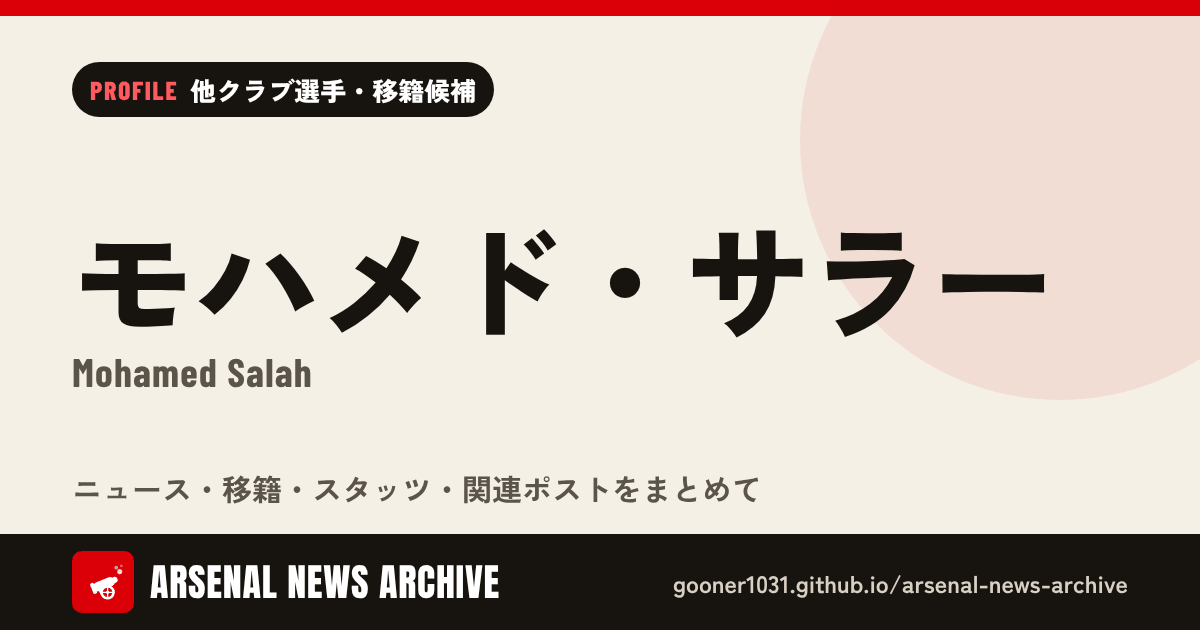 PROFILE 他クラブ選手・移籍候補
モハメド・サラー
Mohamed Salah
ニュース・移籍・スタッツ・関連ポストをまとめて
ARSENAL NEWS ARCHIVE
gooner1031.github.io/arsenal-news-archive